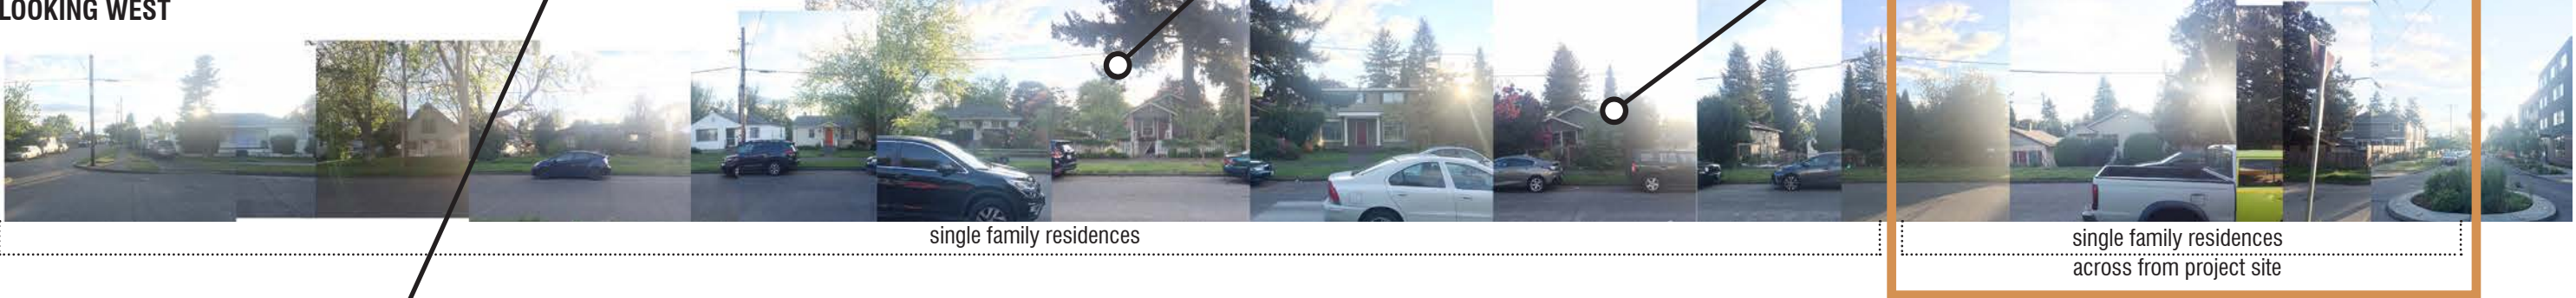 LOOKING WEST
single family residences
single family residences
across from project site